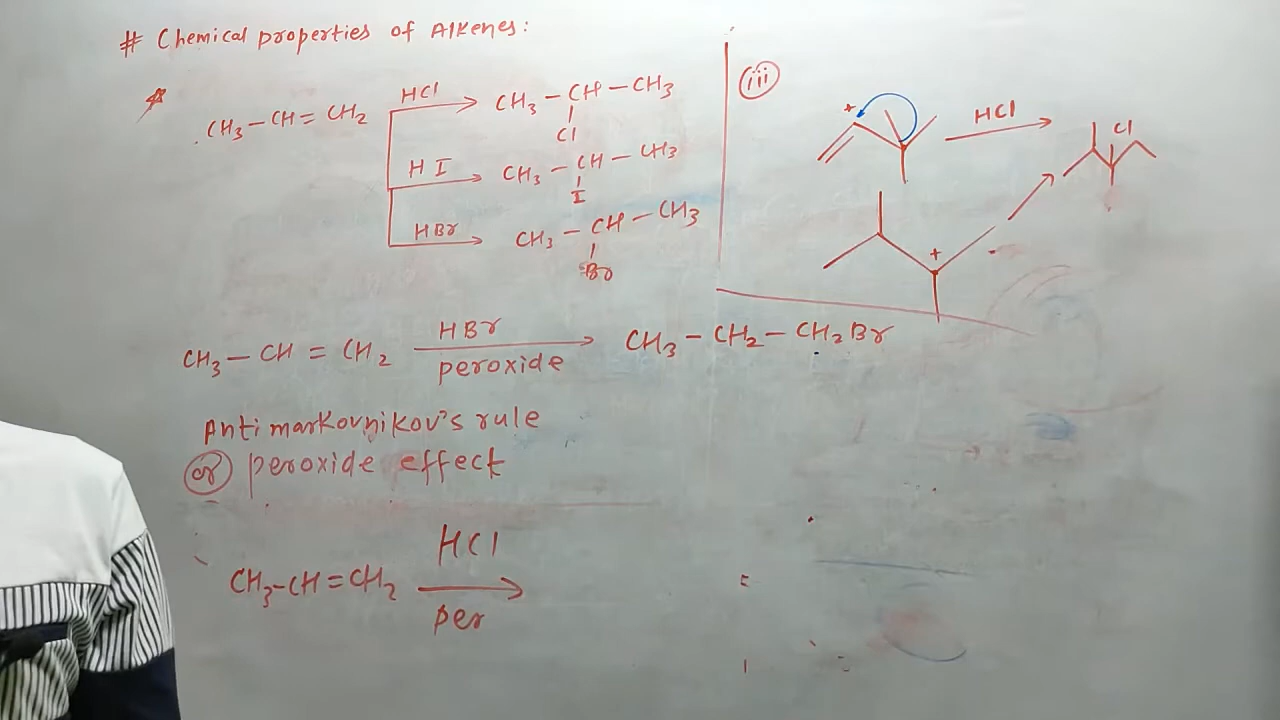 # Chemical properties of Alkenes:
CH₃–CH=CH₂
HCl
CH₃–CH–CH₃
Cl
HI
CH₃–CH–CH₃
I
HBr
CH₃–CH–CH₃
Br
iii
+
HCl
Cl
+
CH₃–CH=CH₂ HBr peroxide → CH₃–CH₂–CH₂Br
Antimarkovnikov's rule
or peroxide effect
CH₃–CH=CH₂ HCl per →